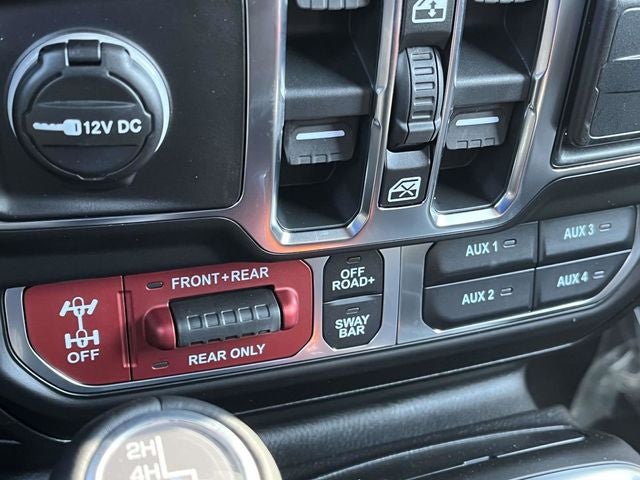 12V DC
FRONT+REAR
OFF
REAR ONLY
OFF
ROAD+
SWAY
BAR
AUX 1
AUX 2
AUX 3
AUX 4
2H
4H